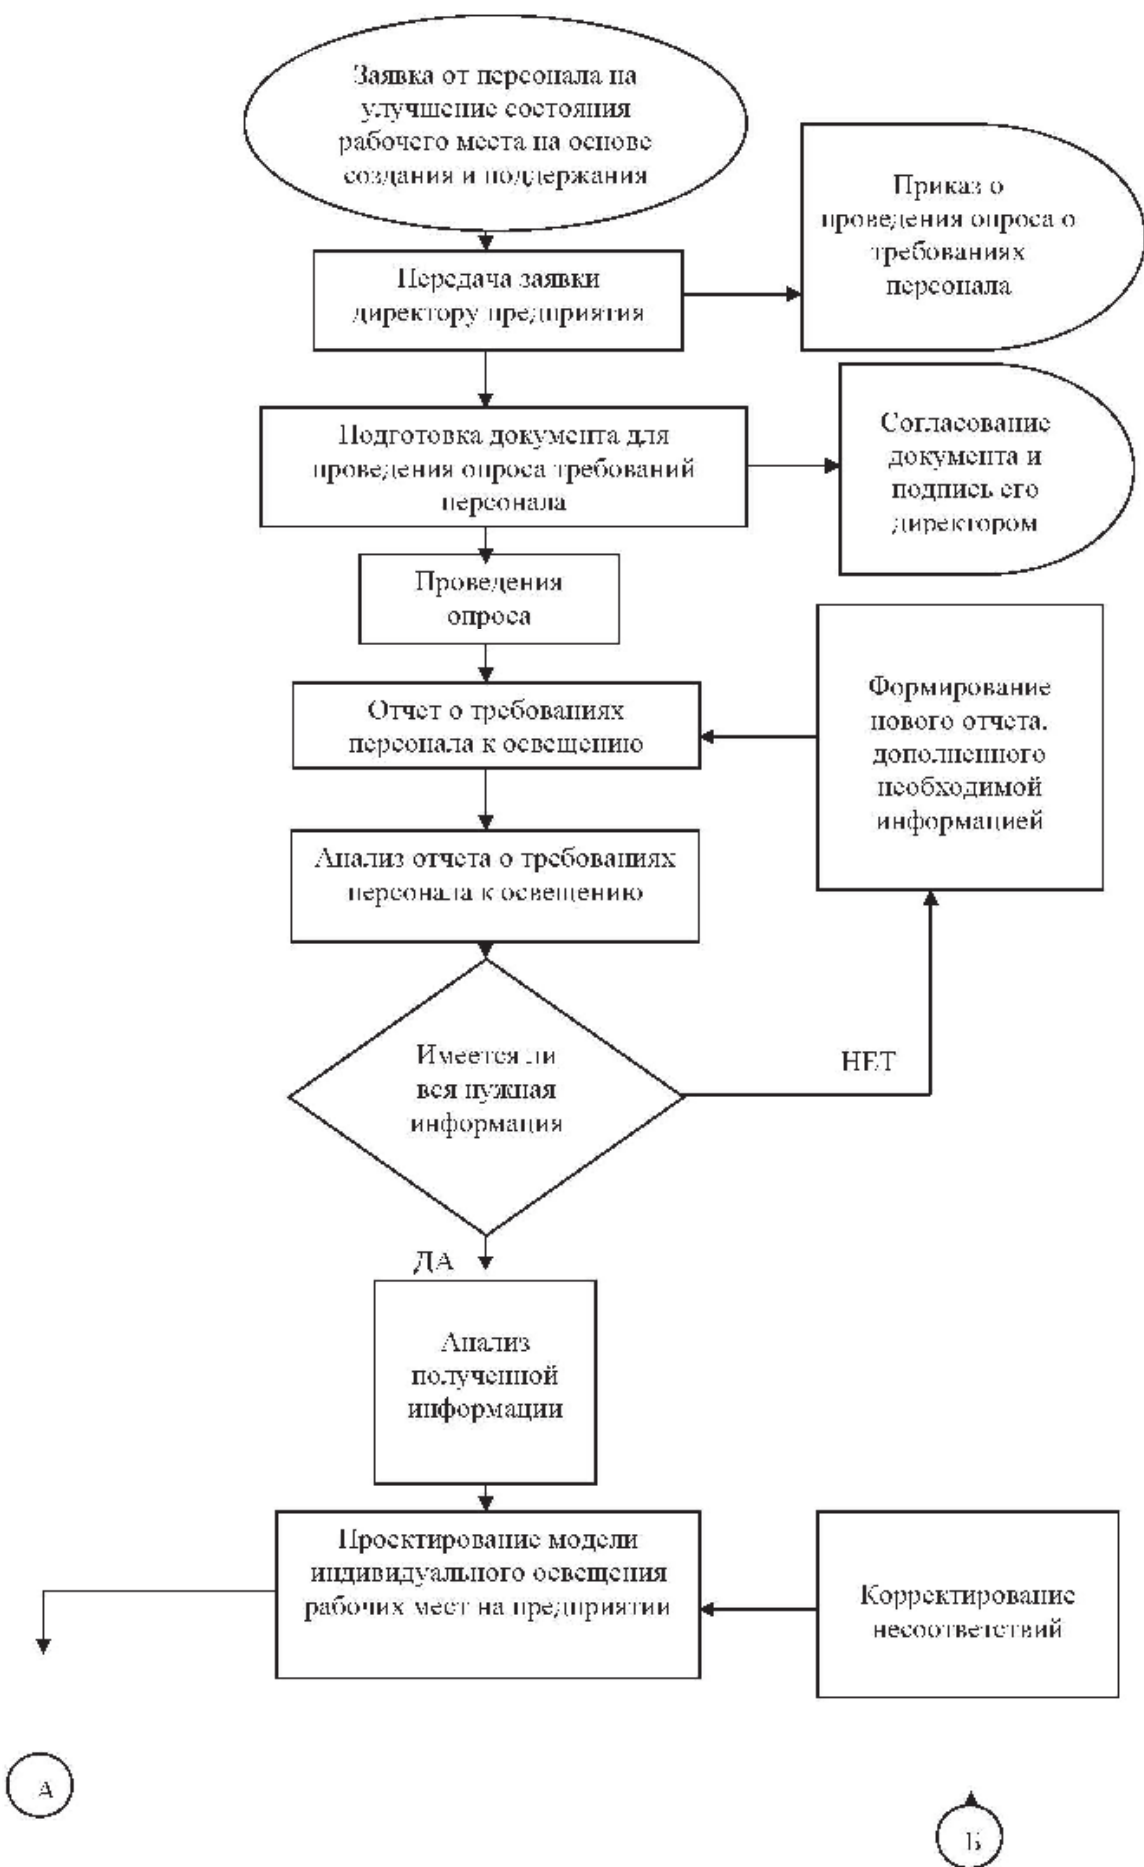 Заявка от персонала на
улучшение состояния
рабочего места на основе
создания и поддержания
Приказ о
проведения опроса о
требованиях
персонала
Передача заявки
директору предприятия
Подготовка документа для
проведения опроса требований
персонала
Согласование
документа и
подпись его
директором
Проведения
опроса
Отчет о требованиях
персонала к освещению
Формирование
нового отчета.
дополненного
необходимой
информацией
Анализ отчета о требованиях
персонала к освещению
Имеется ли
вся нужная
информация
НЕТ
ДА
Анализ
полученной
информации
Проектирование модели
индивидуального освещения
рабочих мест на предприятии
Корректирование
несоответствий
А
Б